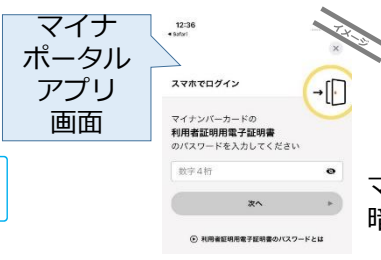 マイナ
ポータル
アプリ
画面
12:36
◀ Safari
イメージ
スマホでログイン
マイナンバーカードの
利用者証明用電子証明書
のパスワードを入力してください
数字4桁
次へ
利用者証明用電子証明書のパスワードとは
マ
暗